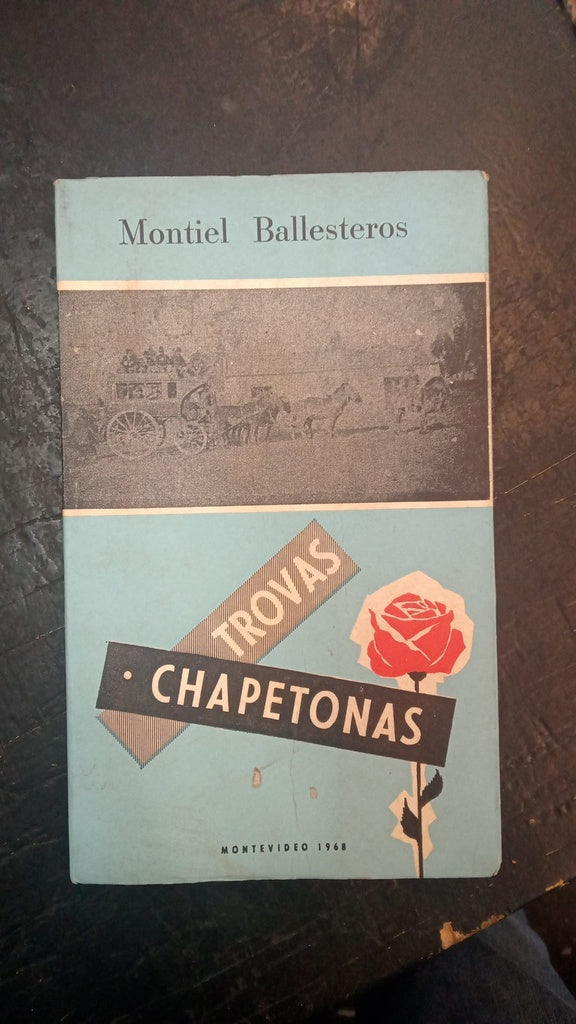 Montiel Ballesteros
TROVAS
• CHAPETONAS
MONTEVIDEO 1968